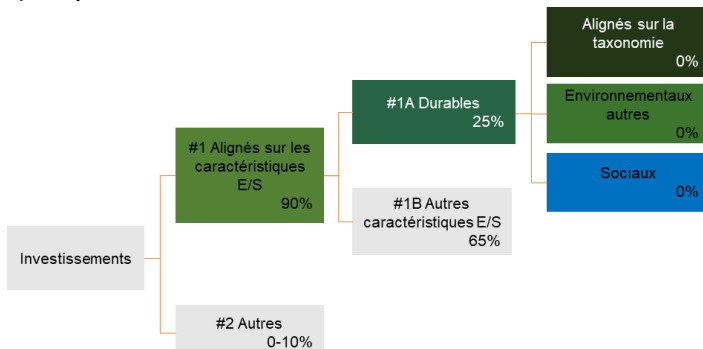 Alignés sur la
taxonomie
0%
#1A Durables
25%
Environnementaux
autres
0%
#1 Alignés sur les
caractéristiques
E/S
90%
Sociaux
0%
#1B Autres
caractéristiques E/S
65%
Investissements
#2 Autres
0-10%